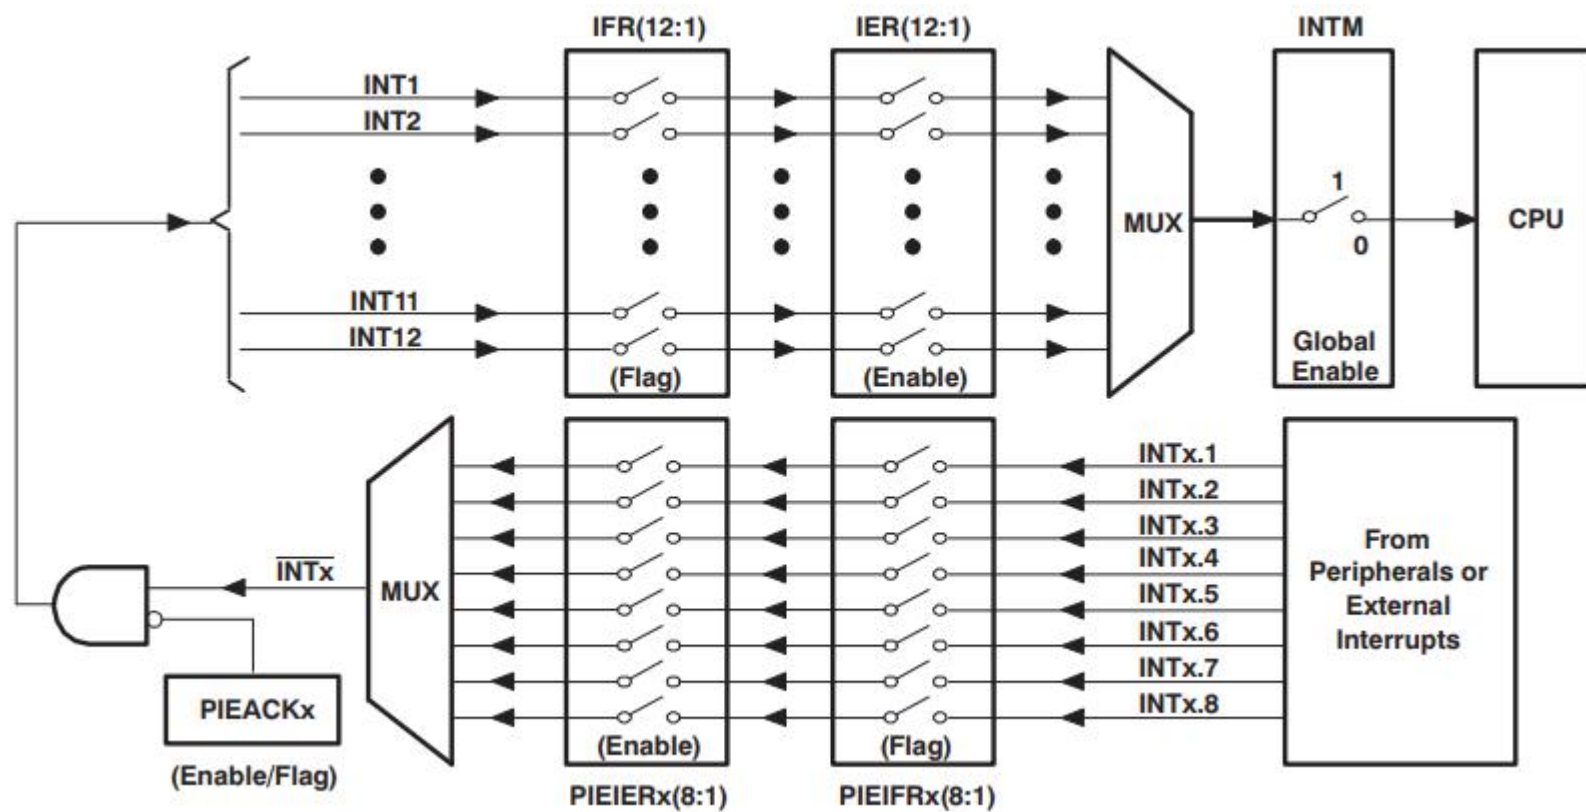 IFR(12:1)
IER(12:1)
INTM
INT1
INT2
INT11
INT12
(Flag)
(Enable)
MUX
1
0
Global
Enable
CPU
INTx
MUX
PIEACKx
(Enable/Flag)
(Enable)
PIEIERx(8:1)
(Flag)
PIEIFRx(8:1)
INTx.1
INTx.2
INTx.3
INTx.4
INTx.5
INTx.6
INTx.7
INTx.8
From
Peripherals or
External
Interrupts